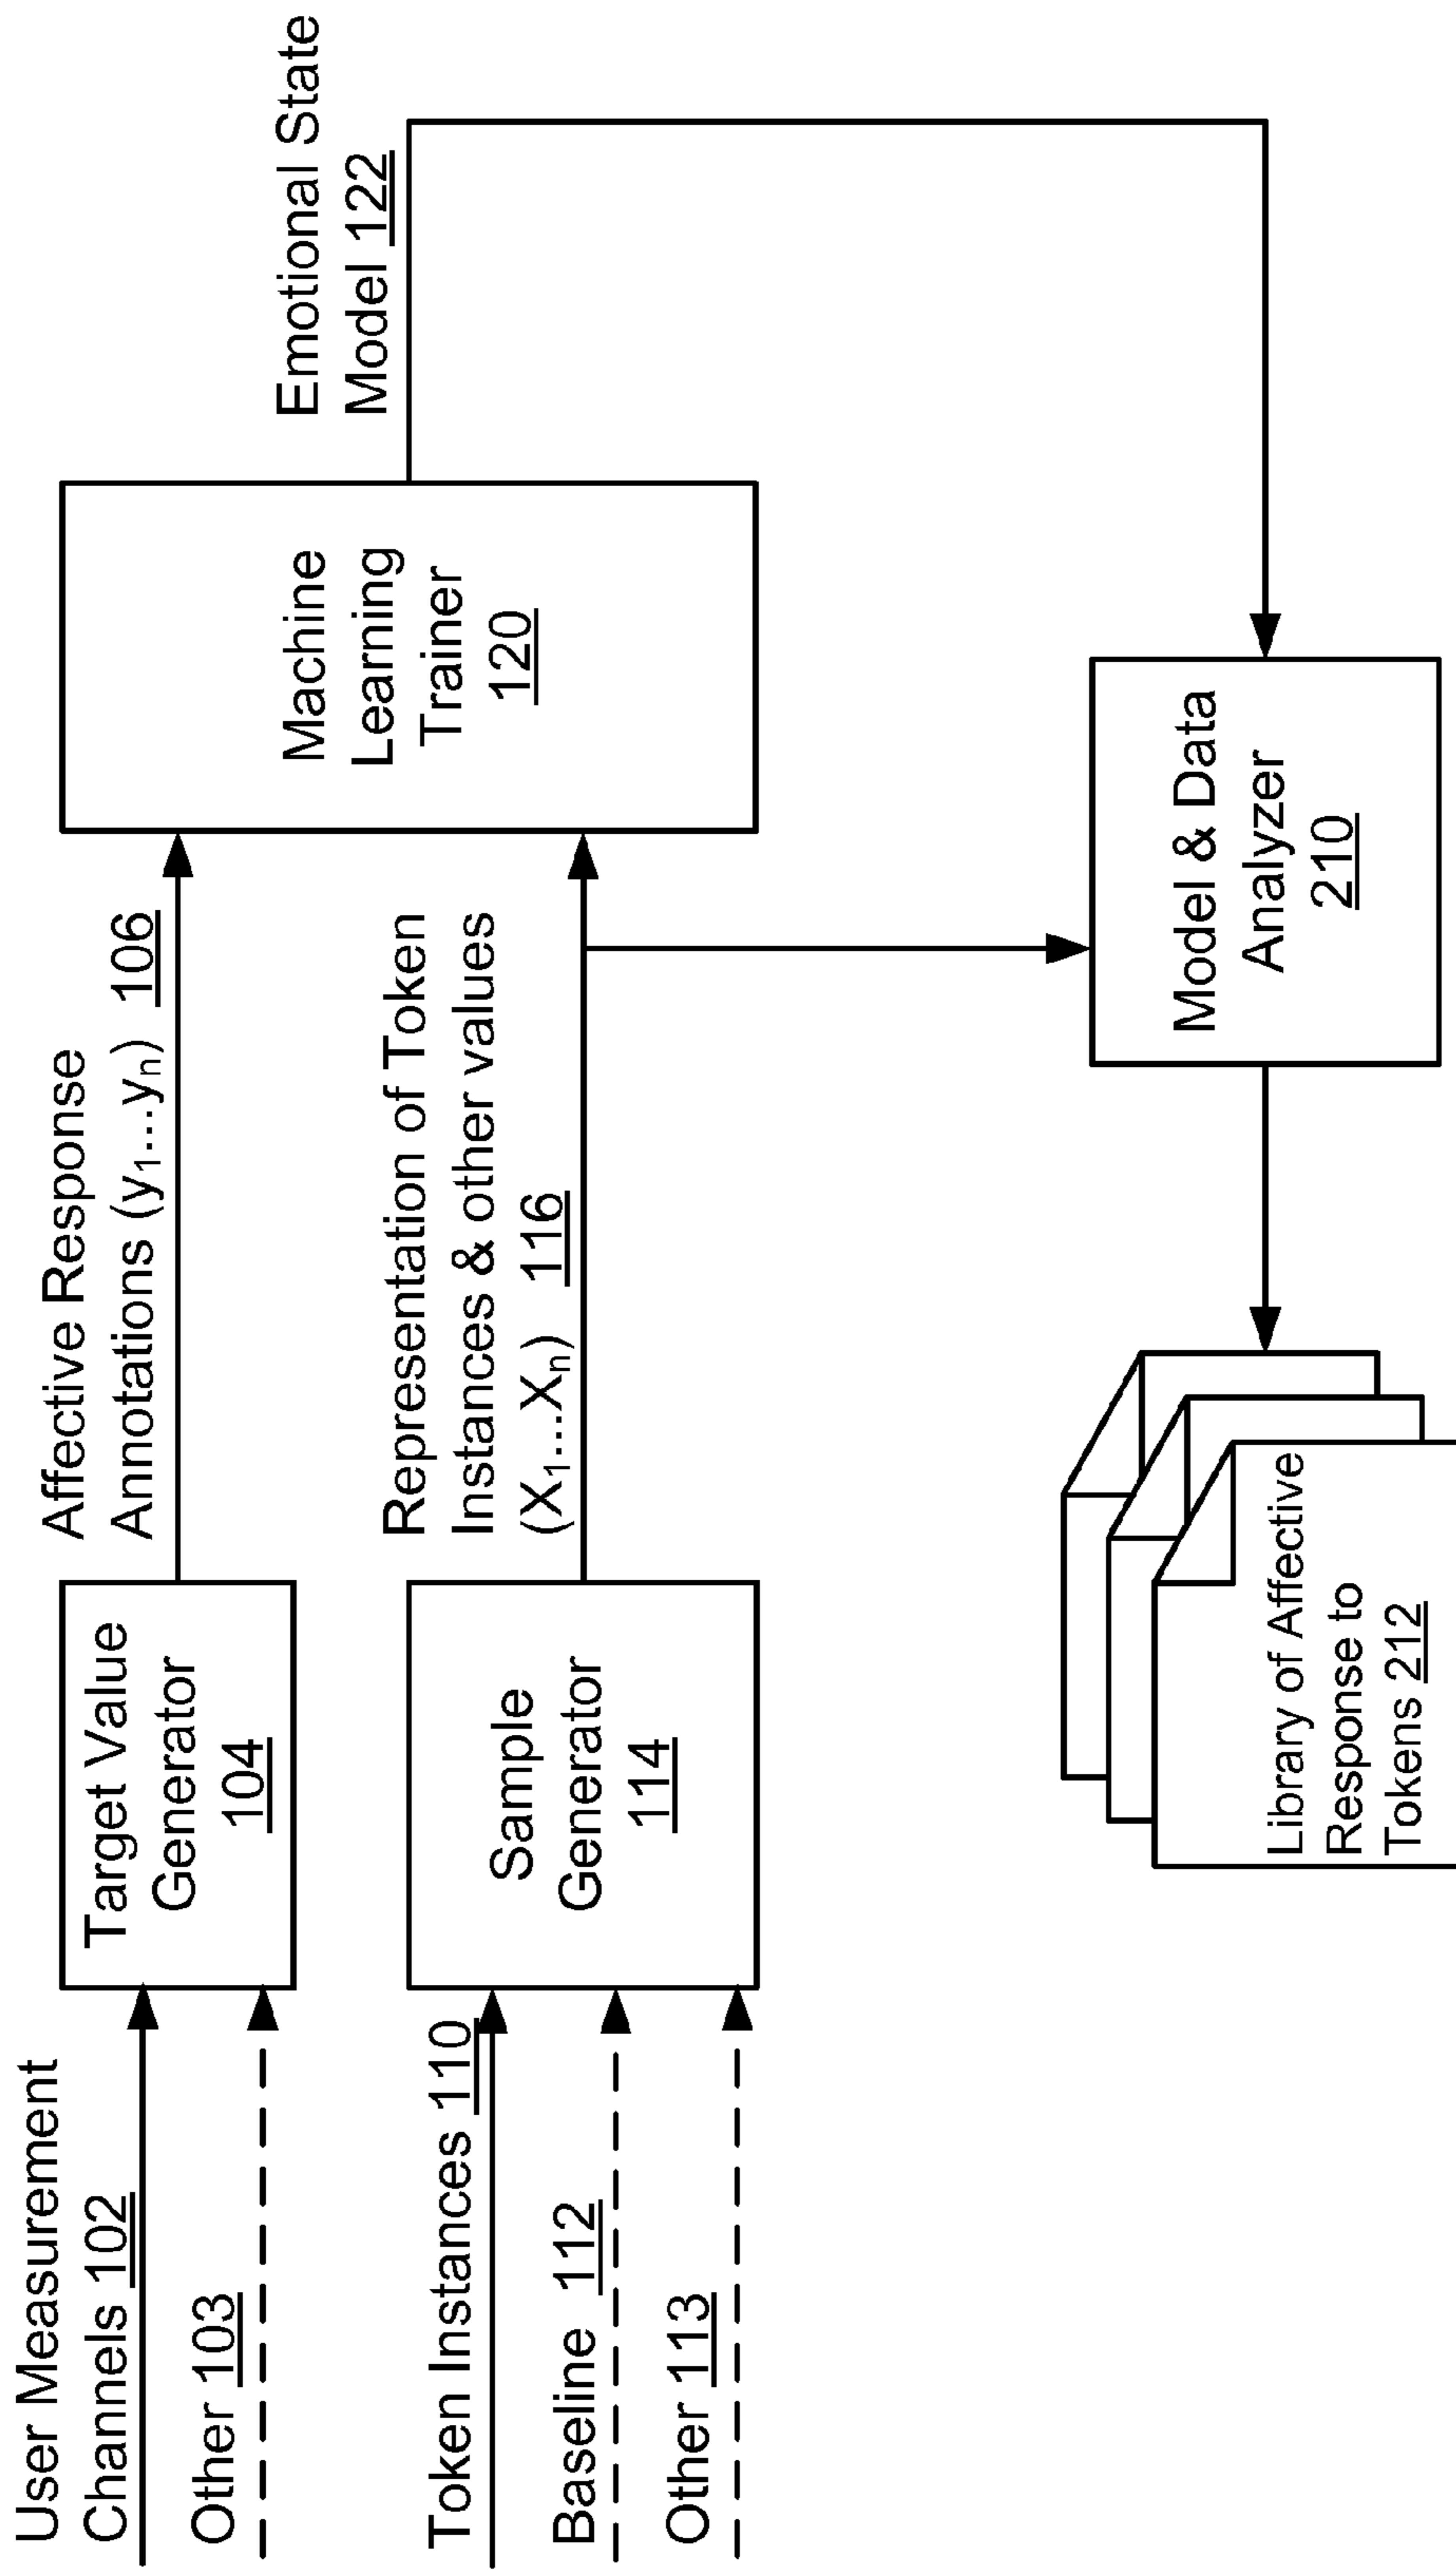 User Measurement
Channels 102
Other 103
Target Value
Generator
104
Affective Response
Annotations (y₁...yₙ) 106
Token Instances 110
Baseline 112
Other 113
Sample
Generator
114
Representation of Token
Instances & other values
(X₁....Xₙ) 116
Machine
Learning
Trainer
120
Emotional State
Model 122
Model & Data
Analyzer
210
Library of Affective
Response to
Tokens 212